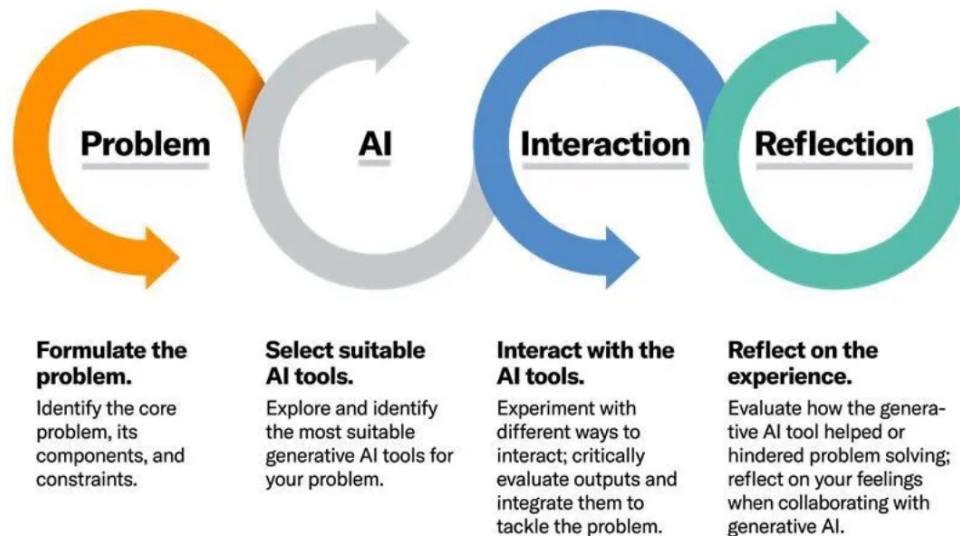 Problem
AI
Interaction
Reflection
Formulate the
problem.
Identify the core
problem, its
components, and
constraints.
Select suitable
AI tools.
Explore and identify
the most suitable
generative AI tools for
your problem.
Interact with the
AI tools.
Experiment with
different ways to
interact; critically
evaluate outputs and
integrate them to
tackle the problem.
Reflect on the
experience.
Evaluate how the genera-
tive AI tool helped or
hindered problem solving;
reflect on your feelings
when collaborating with
generative AI.